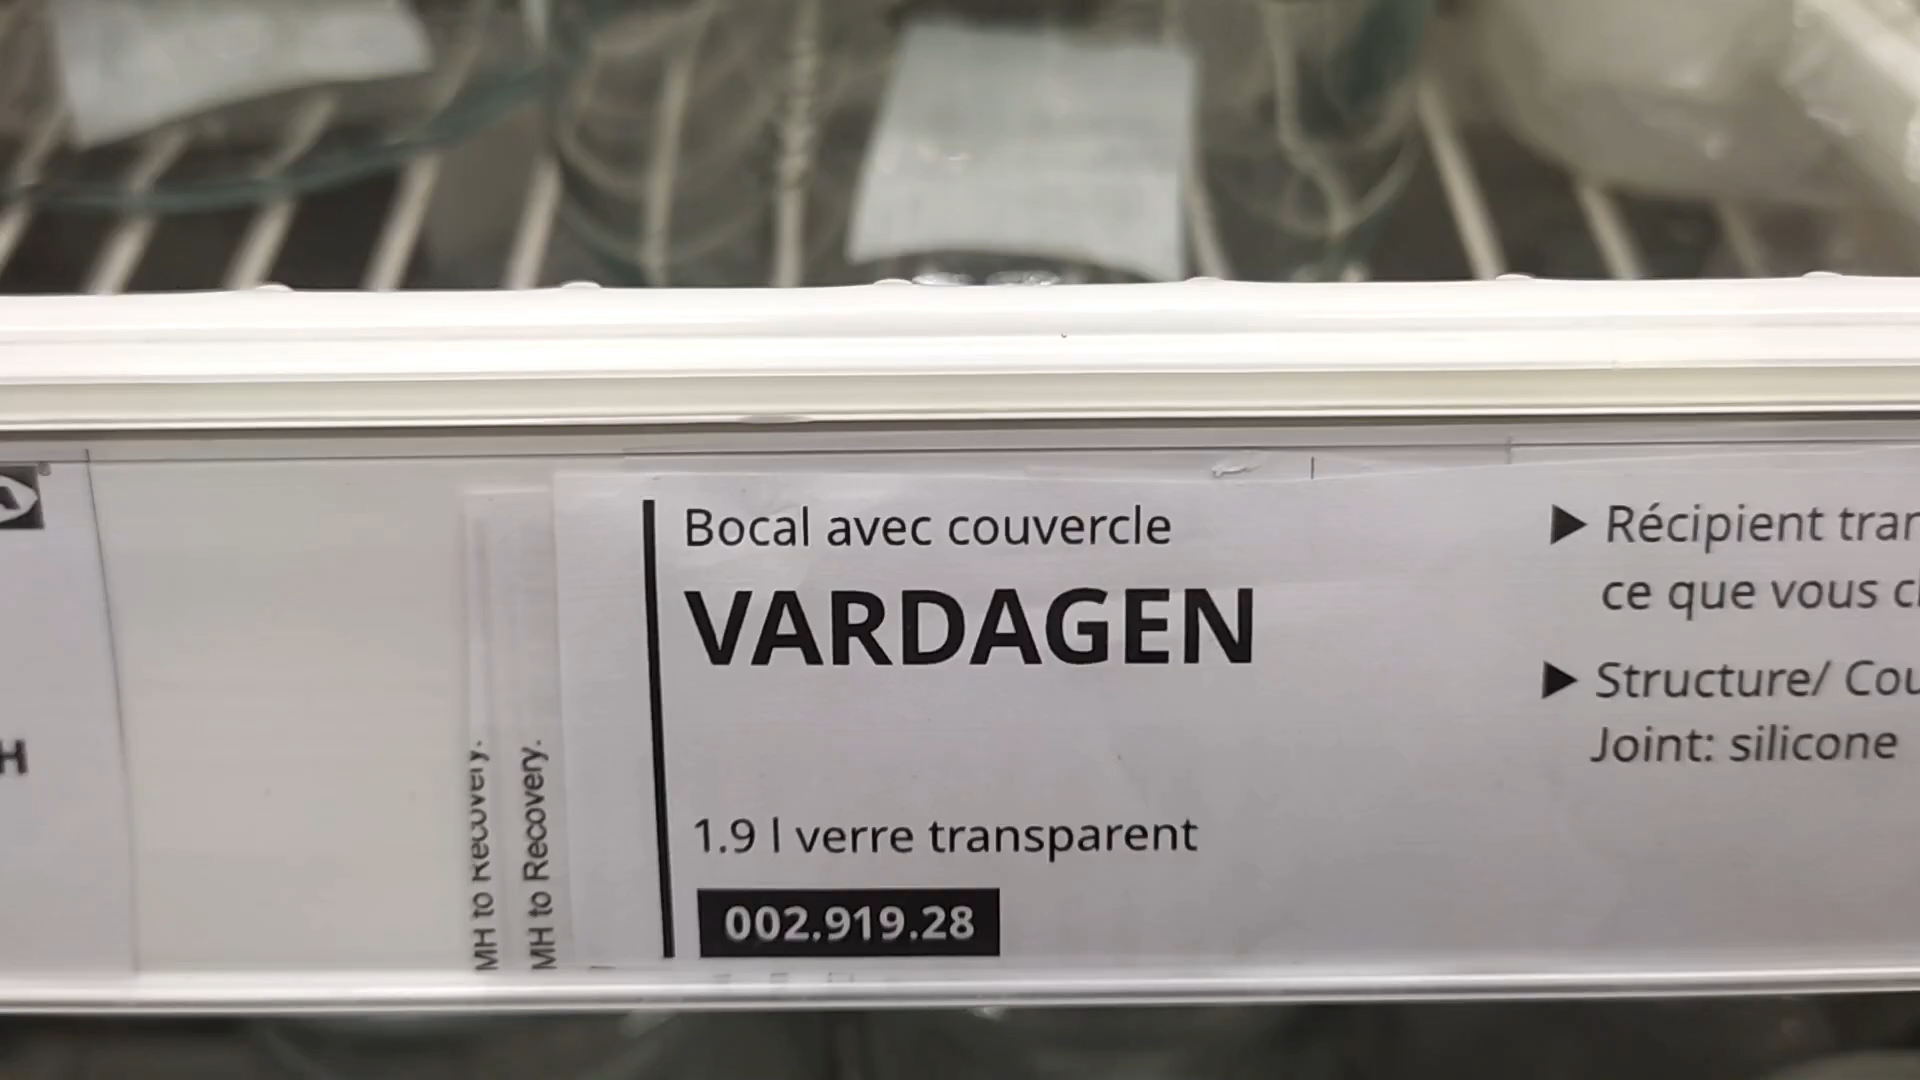 H
MH to Recovery.
MH to Recovery.
Bocal avec couvercle
VARDAGEN
1.9 l verre transparent
002.919.28
Récipient
ce que vous
Structure/
Joint: silicone